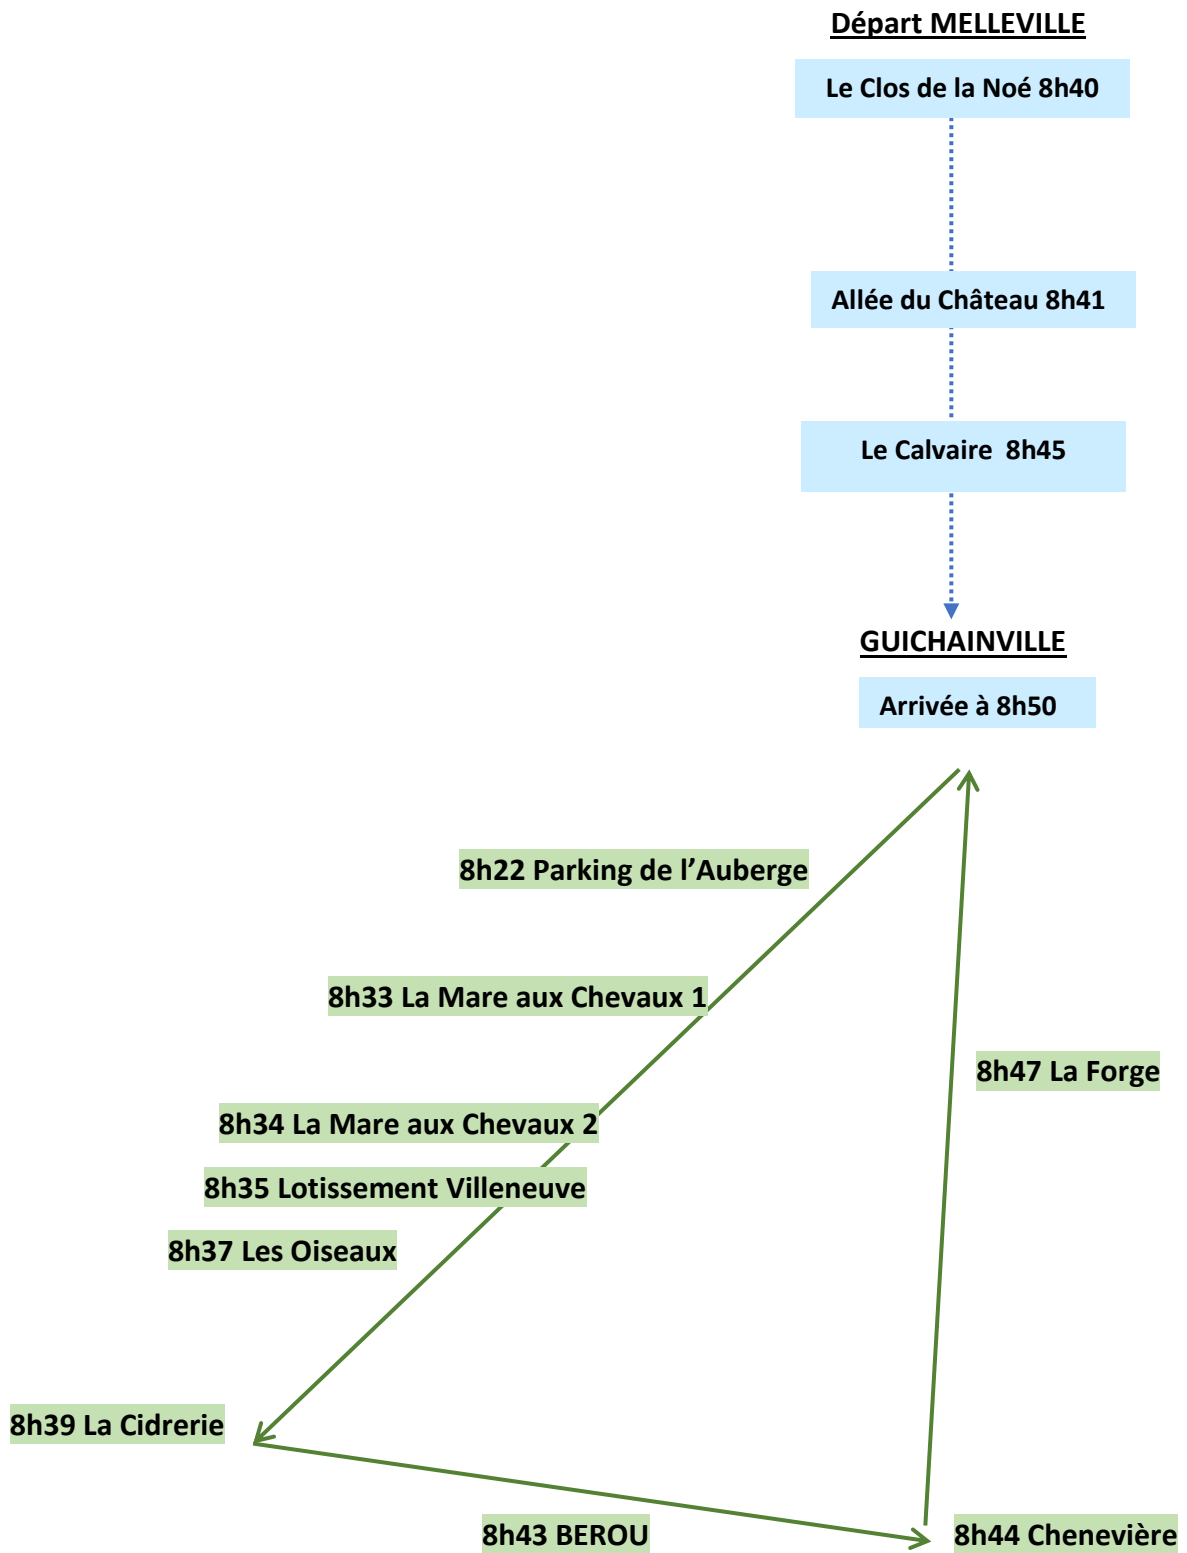 Départ MELLEVILLE
Le Clos de la Noé 8h40
Allée du Château 8h41
Le Calvaire 8h45
GUICHAINVILLE
Arrivée à 8h50
8h22 Parking de l’Auberge
8h33 La Mare aux Chevaux 1
8h47 La Forge
8h34 La Mare aux Chevaux 2
8h35 Lotissement Villeneuve
8h37 Les Oiseaux
8h39 La Cidrerie
8h43 BEROU
8h44 Chenevière